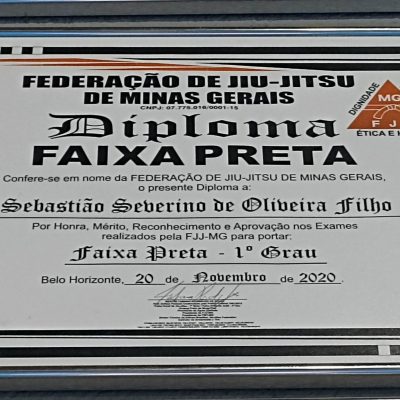 FEDERAÇÃO DE JIU-JITSU
DE MINAS GERAIS
CNPJ: 07.775.016/0001-15
DIGNIDADE
MG
F J J
ÉTICA E H
Diploma
FAIXA PRETA
Confere-se em nome da FEDERAÇÃO DE JIU-JITSU DE MINAS GERAIS,
o presente Diploma a:
Sebastião Severino de Oliveira Filho
Por Honra, Mérito, Reconhecimento e Aprovação nos Exames
realizados pela FJJ-MG para portar:
Faixa Preta - 1º Grau
Belo Horizonte, 20 de Novembro de 2020.